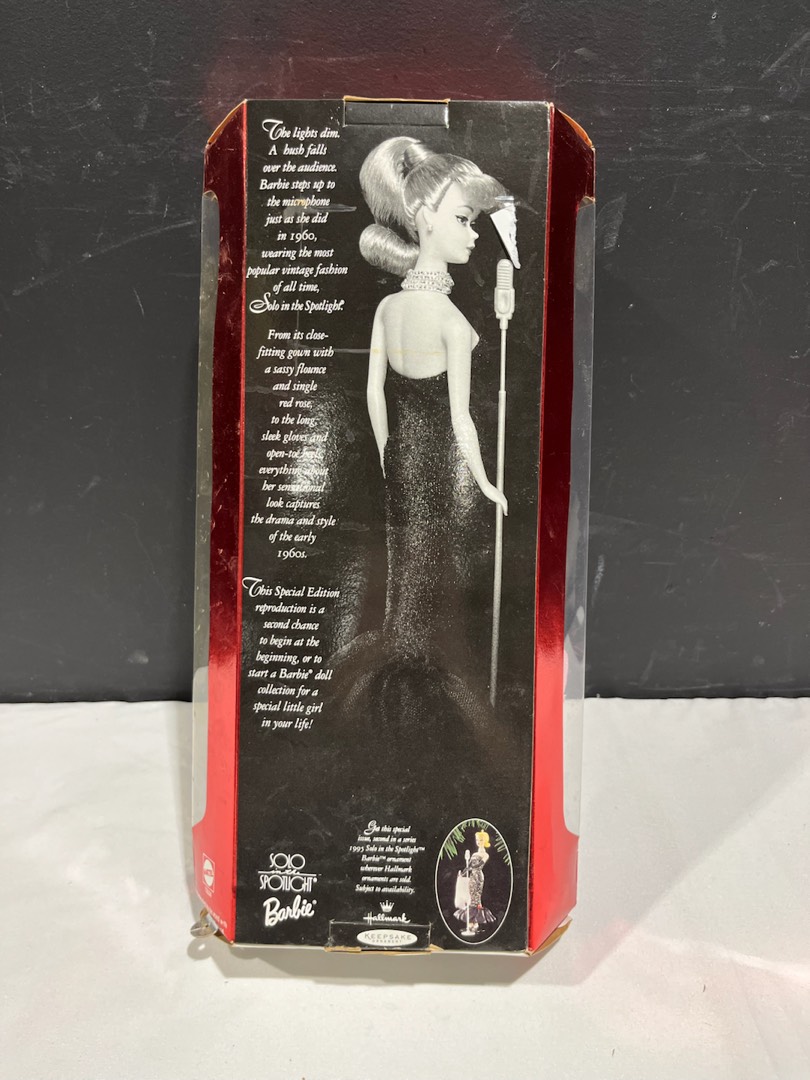 The lights dim.
A hush falls
over the audience.
Barbie steps up to
the microphone
just as she did
in 1960,
wearing the most
popular vintage fashion
of all time,
Solo in the Spotlight®.
From its close-
fitting gown with
a sassy flounce
and single
red rose,
to the long,
sleek gloves and
open-toe heels,
everything about
her sensational
look captures
the drama and style
of the early
1960s.
This Special Edition
reproduction is a
second chance
to begin at the
beginning, or to
start a Barbie® doll
collection for a
special little girl
in your life!
Get this special
issue, second in a series
1995 Solo in the Spotlight™
Barbie™ ornament
wherever Hallmark
ornaments are sold.
Subject to availability.
SOLO
in the
SPOTLIGHT®
Barbie®
Hallmark
KEEPSAKE
ORNAMENT